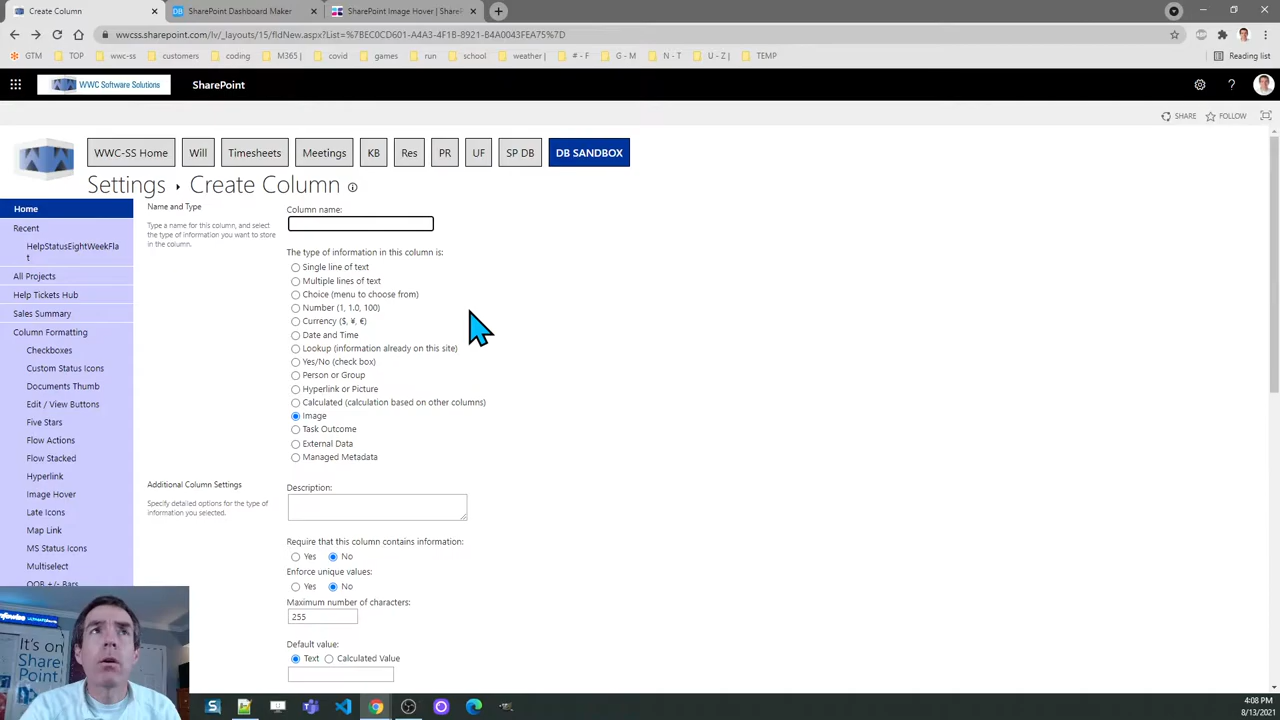 Create Column
SharePoint Dashboard Maker
SharePoint Image Hover | SharePo
wwcss.sharepoint.com/lv/_layouts/15/fldNew.aspx?List=%7BEC0CD601-A4A3-4F1B-8921-B4A0043FEA75%7D
GTM
TOP
wwc-ss
customers
coding
M365 |
covid
games
run
school
weather |
# - F
G - M
N - T
U - Z |
TEMP
Reading list
WWC Software Solutions
SharePoint
SHARE
FOLLOW
WWC-SS Home
Will
Timesheets
Meetings
KB
Res
PR
UF
SP DB
DB SANDBOX
Settings ▸ Create Column
Home
Recent
HelpStatusEightWeekFla
t
All Projects
Help Tickets Hub
Sales Summary
Column Formatting
Checkboxes
Custom Status Icons
Documents Thumb
Edit / View Buttons
Five Stars
Flow Actions
Flow Stacked
Hyperlink
Image Hover
Late Icons
Map Link
MS Status Icons
Multiselect
OOB +/- Bars
Name and Type
Type a name for this column, and select
the type of information you want to store
in the column.
Column name:
The type of information in this column is:
Single line of text
Multiple lines of text
Choice (menu to choose from)
Number (1, 1.0, 100)
Currency ($, ¥, €)
Date and Time
Lookup (information already on this site)
Yes/No (check box)
Person or Group
Hyperlink or Picture
Calculated (calculation based on other columns)
Image
Task Outcome
External Data
Managed Metadata
Additional Column Settings
Specify detailed options for the type of
information you selected.
Description:
Require that this column contains information:
Yes
No
Enforce unique values:
Yes
No
Maximum number of characters:
255
Default value:
Text
Calculated Value
It's on
Share
Point
4:08 PM
8/13/2021